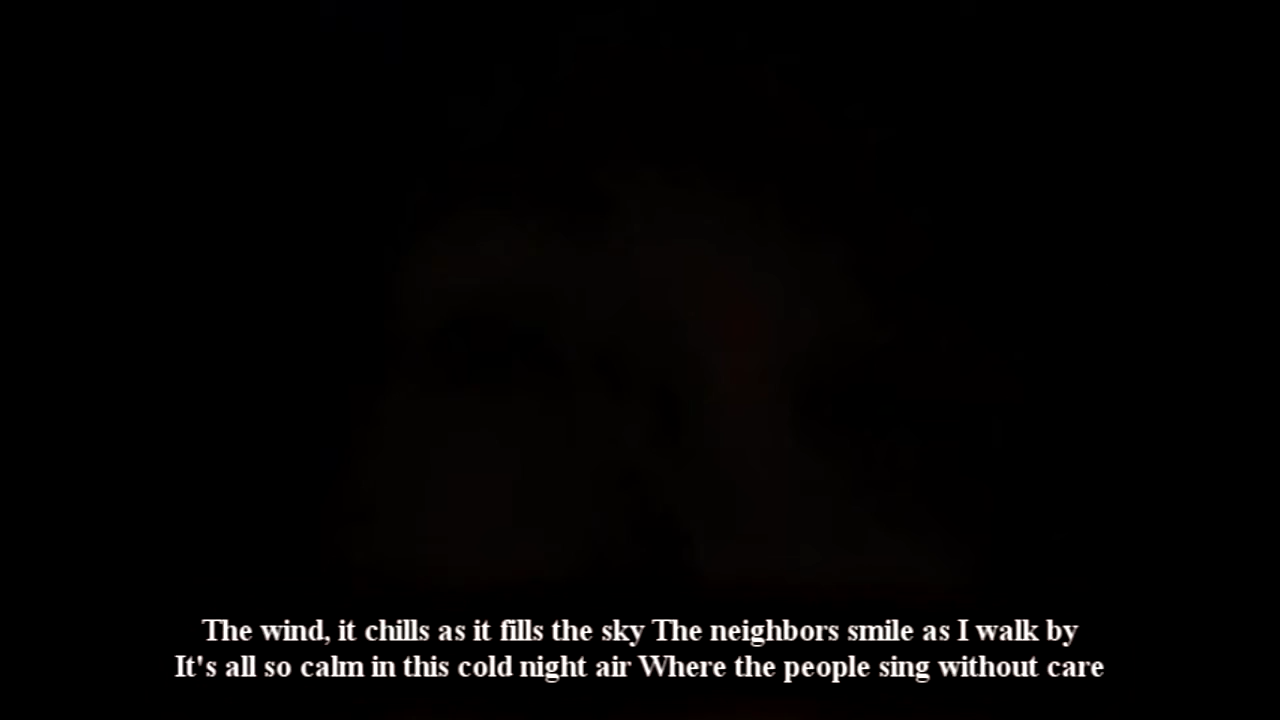 The wind, it chills as it fills the sky The neighbors smile as I walk by
It's all so calm in this cold night air Where the people sing without care